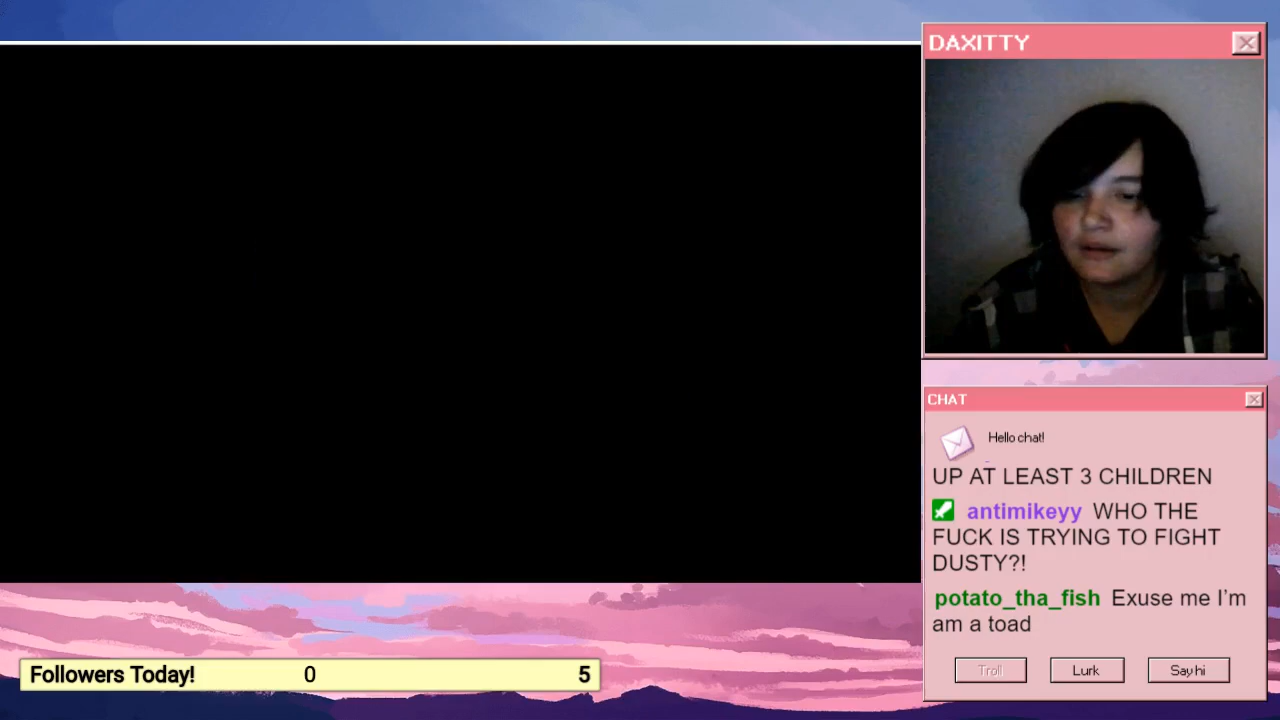 DAXITTY
CHAT
Hello chat!
UP AT LEAST 3 CHILDREN
antimikeyy WHO THE
FUCK IS TRYING TO FIGHT
DUSTY?!
potato_tha_fish Exuse me I’m
am a toad
Troll Lurk Say hi
Followers Today! 0 5